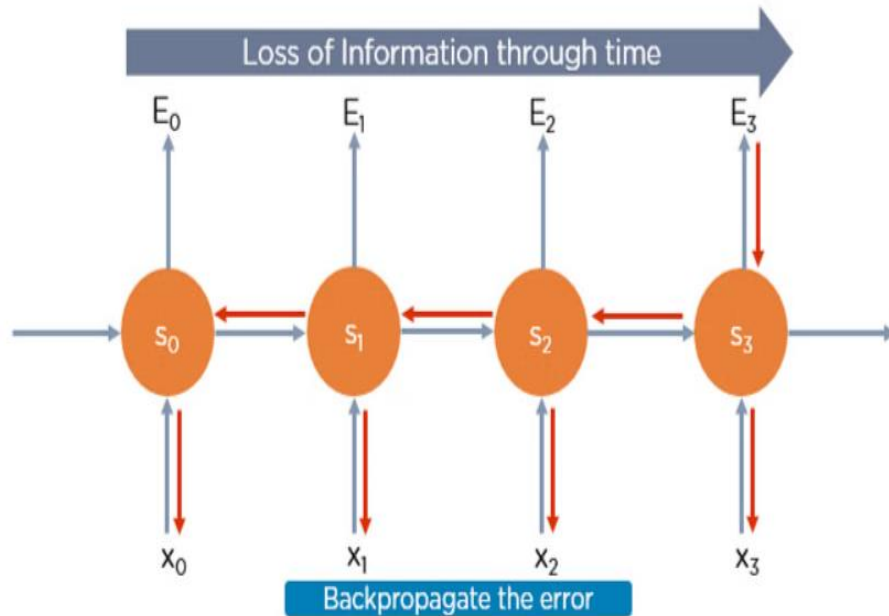 Loss of Information through time
E₀ E₁ E₂ E₃
s₀ s₁ s₂ s₃
x₀ x₁ x₂ x₃
Backpropagate the error